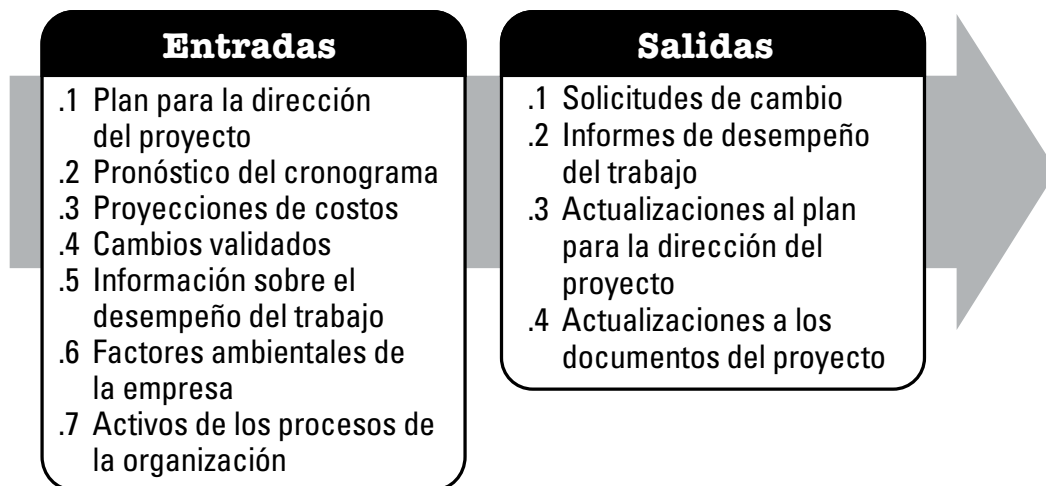 Entradas
.1 Plan para la dirección
del proyecto
.2 Pronóstico del cronograma
.3 Proyecciones de costos
.4 Cambios validados
.5 Información sobre el
desempeño del trabajo
.6 Factores ambientales de
la empresa
.7 Activos de los procesos de
la organización
Salidas
.1 Solicitudes de cambio
.2 Informes de desempeño
del trabajo
.3 Actualizaciones al plan
para la dirección del
proyecto
.4 Actualizaciones a los
documentos del proyecto